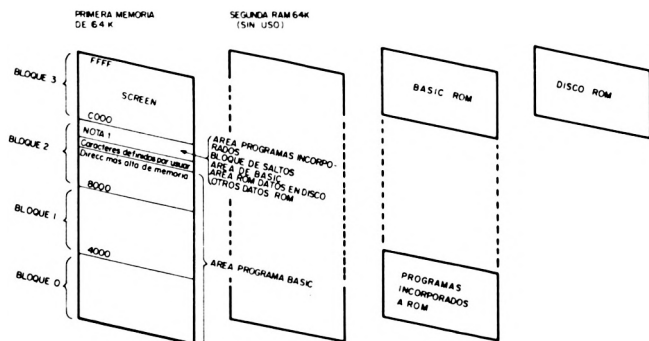 PRIMERA MEMORIA
DE 64 K
SEGUNDA RAM 64K
(SIN USO)
BLOQUE 3
BLOQUE 2
BLOQUE 1
BLOQUE 0
FFFF
SCREEN
C000
NOTA 1
Caracteres definidos por usuar
Direcc mas alta de memoria
8000
4000
AREA PROGRAMAS INCORPO-
RADOS
BLOQUE DE SALTOS
AREA DE BASIC
AREA ROM DATOS EN DISCO
OTROS DATOS ROM
AREA PROGRAMA BASIC
BASIC ROM
DISCO ROM
PROGRAMAS
INCORPORADOS
A ROM